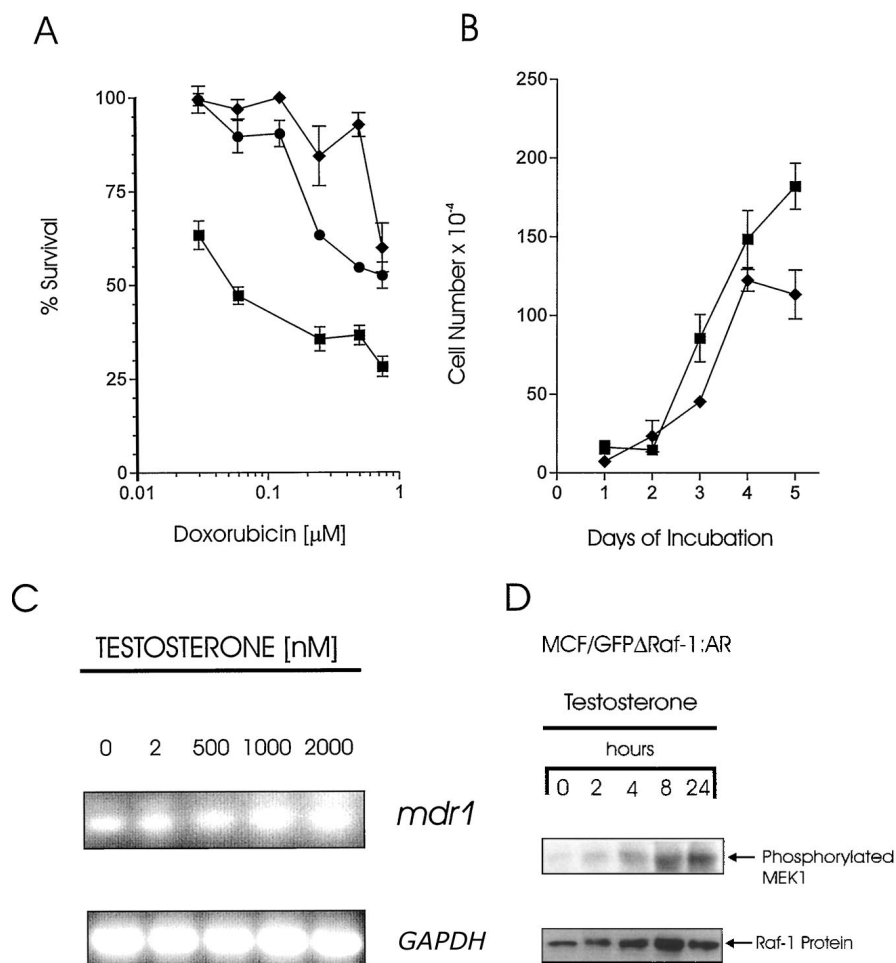 A
100
75
50
25
0
0.01
0.1
1
% Survival
Doxorubicin [μM]
B
250
200
150
100
50
0
0 1 2 3 4 5
Cell Number x 10⁻⁴
Days of Incubation
C
TESTOSTERONE [nM]
0 2 500 1000 2000
mdr1
GAPDH
D
MCF/GFPΔRaf-1:AR
Testosterone
hours
0 2 4 8 24
Phosphorylated
MEK1
Raf-1 Protein